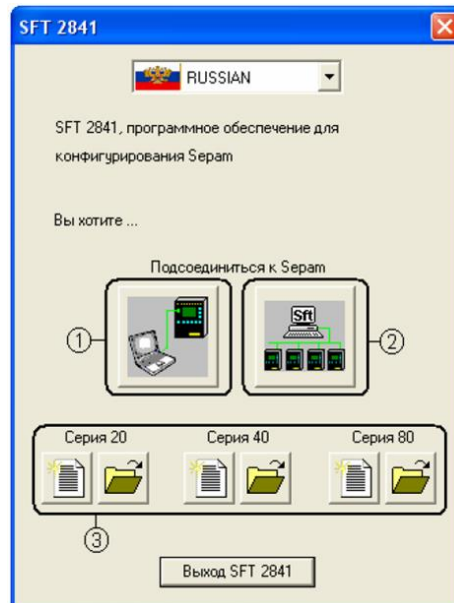 SFT 2841
RUSSIAN
SFT 2841, программное обеспечение для
конфигурирования Sepam
Вы хотите ...
Подсоединиться к Sepam
1
Sft
2
Серия 20 Серия 40 Серия 80
3
Выход SFT 2841